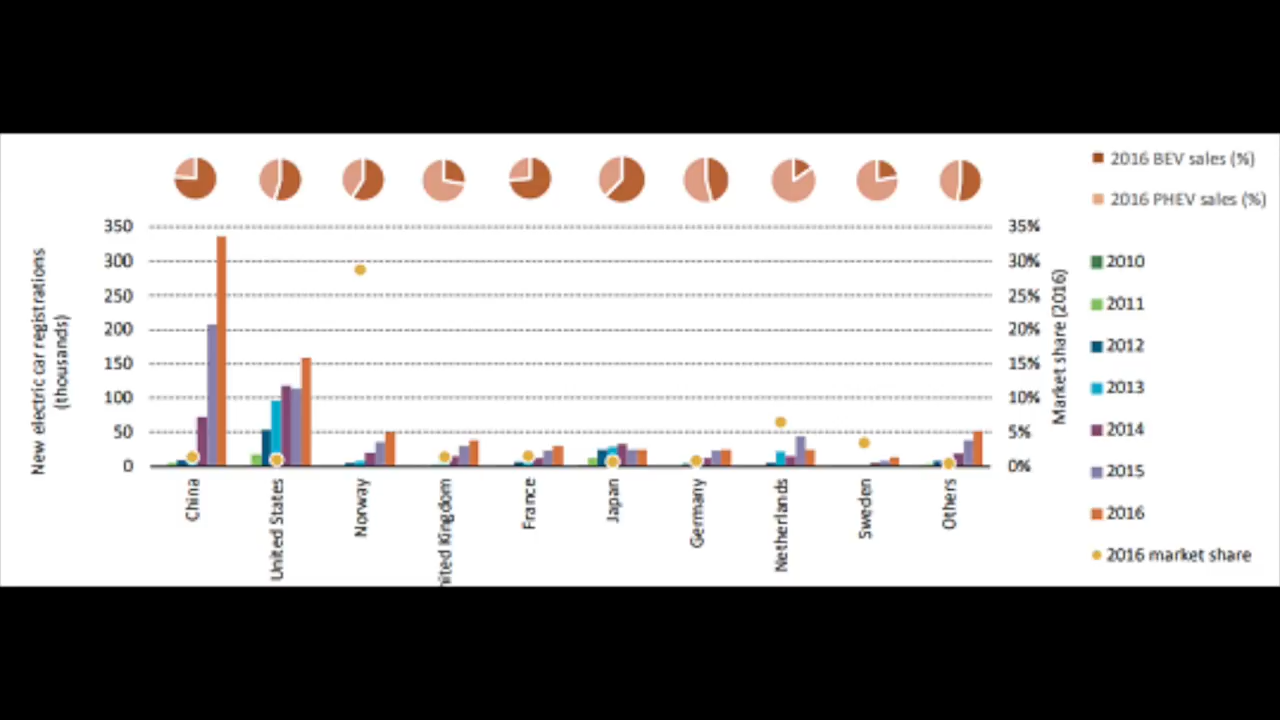 2016 BEV sales (%)
2016 PHEV sales (%)
New electric car registrations
(thousands)
350
300
250
200
150
100
50
0
35%
30%
25%
20%
15%
10%
5%
0%
Market share (2016)
China
United States
Norway
nited Kingdom
France
Japan
Germany
Netherlands
Sweden
Others
2010
2011
2012
2013
2014
2015
2016
2016 market share